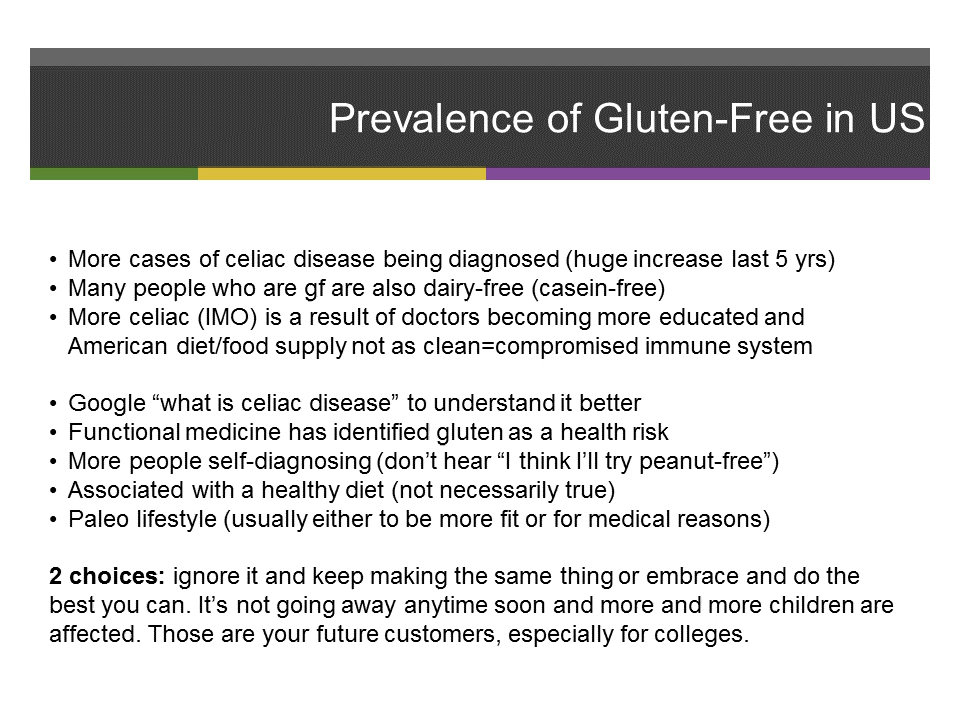 Prevalence of Gluten-Free in US
• More cases of celiac disease being diagnosed (huge increase last 5 yrs)
• Many people who are gf are also dairy-free (casein-free)
• More celiac (IMO) is a result of doctors becoming more educated and
American diet/food supply not as clean=compromised immune system
• Google “what is celiac disease” to understand it better
• Functional medicine has identified gluten as a health risk
• More people self-diagnosing (don’t hear “I think I’ll try peanut-free”)
• Associated with a healthy diet (not necessarily true)
• Paleo lifestyle (usually either to be more fit or for medical reasons)
2 choices: ignore it and keep making the same thing or embrace and do the
best you can. It’s not going away anytime soon and more and more children are
affected. Those are your future customers, especially for colleges.